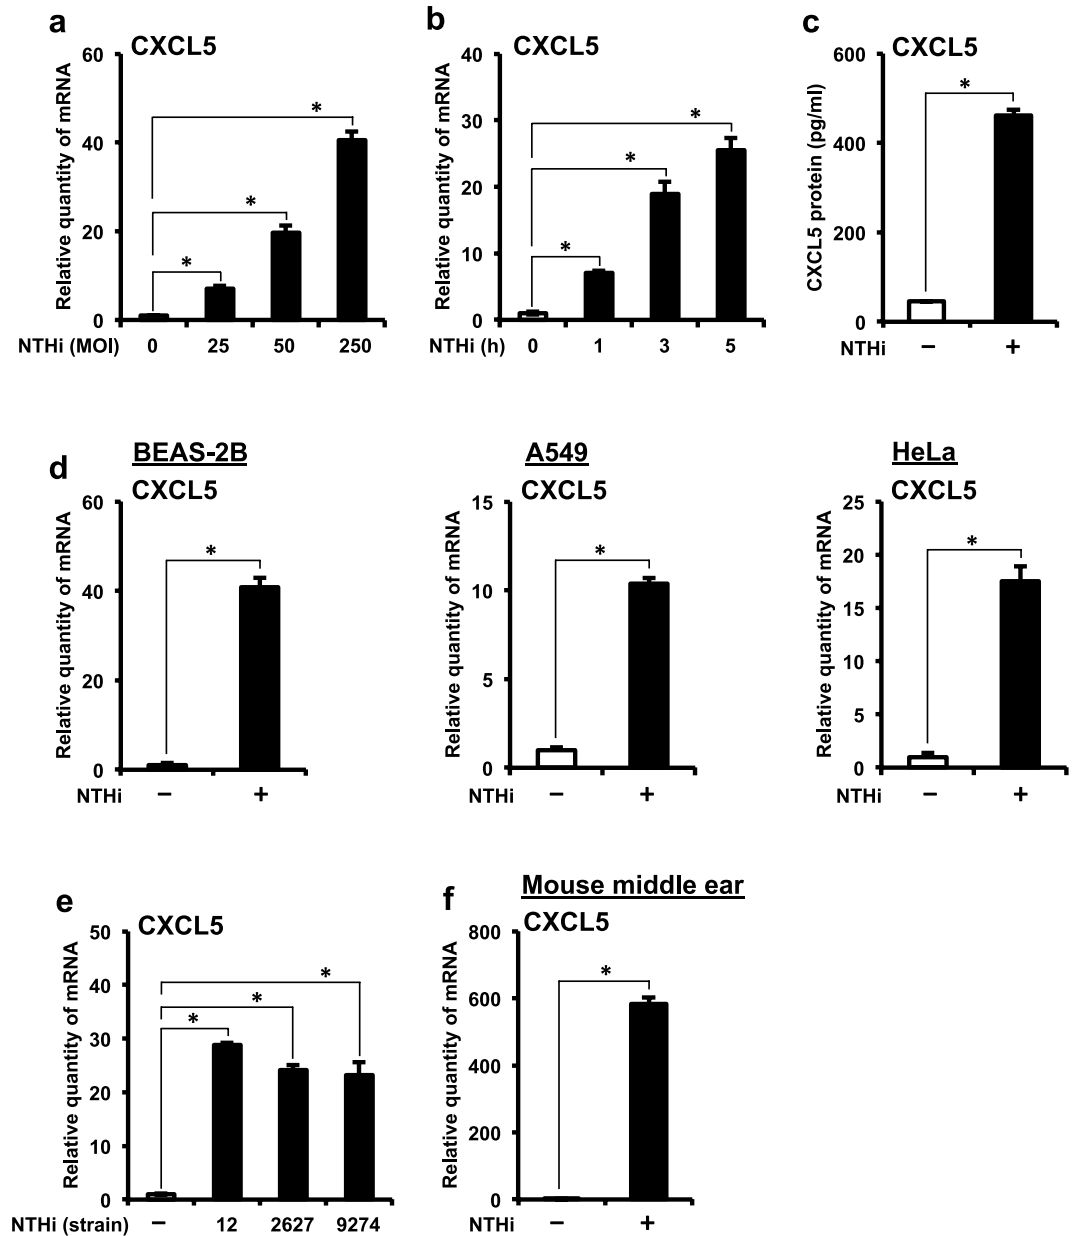 a
CXCL5
Relative quantity of mRNA
60
40
20
0
NTHi (MOI) 0 25 50 250
* * *
b
CXCL5
Relative quantity of mRNA
40
30
20
10
0
NTHi (h) 0 1 3 5
* * *
c
CXCL5
CXCL5 protein (pg/ml)
600
400
200
0
NTHi − +
*
d
BEAS-2B
CXCL5
Relative quantity of mRNA
60
40
20
0
NTHi − +
*
A549
CXCL5
Relative quantity of mRNA
15
10
5
0
NTHi − +
*
HeLa
CXCL5
Relative quantity of mRNA
25
20
15
10
5
0
NTHi − +
*
e
CXCL5
Relative quantity of mRNA
50
40
30
20
10
0
NTHi (strain) − 12 2627 9274
* * *
f
Mouse middle ear
CXCL5
Relative quantity of mRNA
800
600
400
200
0
NTHi − +
*